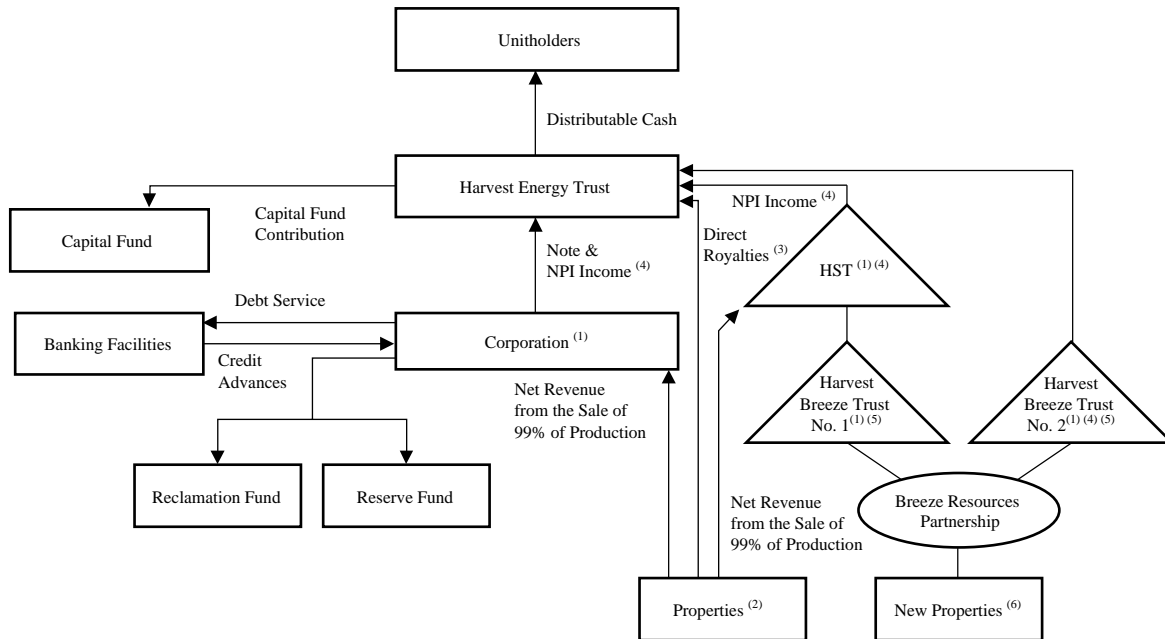 Unitholders
Distributable Cash
Harvest Energy Trust
NPI Income (4)
Capital Fund
Contribution
Capital Fund
Note &
NPI Income (4)
Direct
Royalties (3)
HST (1) (4)
Debt Service
Banking Facilities
Corporation (1)
Credit
Advances
Net Revenue
from the Sale of
99% of Production
Harvest
Breeze Trust
No. 1(1) (5)
Harvest
Breeze Trust
No. 2(1) (4) (5)
Reclamation Fund
Reserve Fund
Net Revenue
from the Sale of
99% of Production
Breeze Resources
Partnership
Properties (2)
New Properties (6)